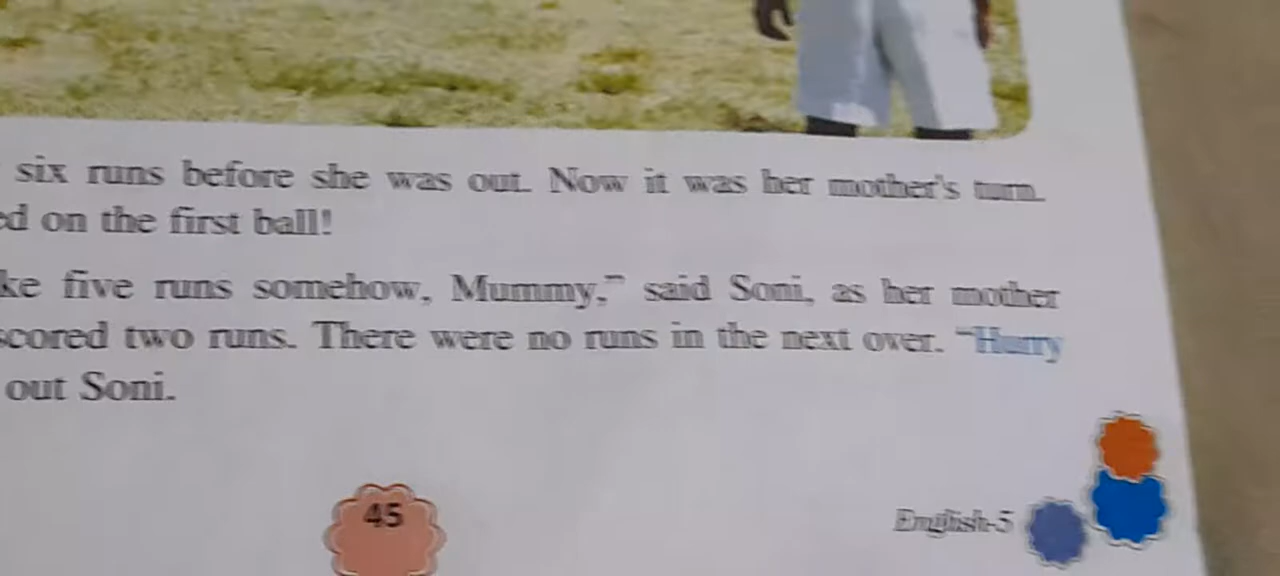 six runs before she was out. Now it was her mother's turn.
ed on the first ball!
ke five runs somehow, Mummy," said Soni, as her mother
scored two runs. There were no runs in the next over. "Hurry
out Soni.
45
English-5